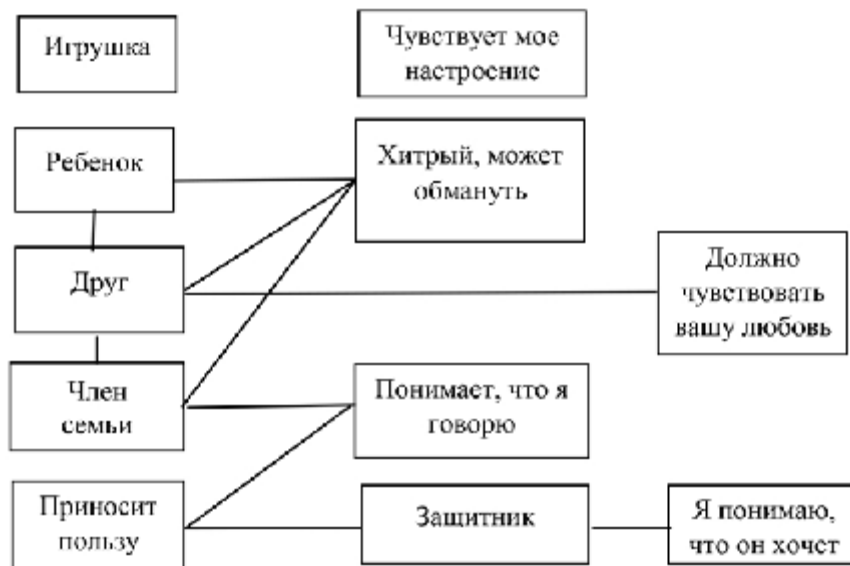 Игрушка
Чувствует мое
настроение
Ребенок
Хитрый, может
обмануть
Друг
Должно
чувствовать
вашу любовь
Член
семьи
Понимает, что я
говорю
Приносит
пользу
Защитник
Я понимаю,
что он хочет